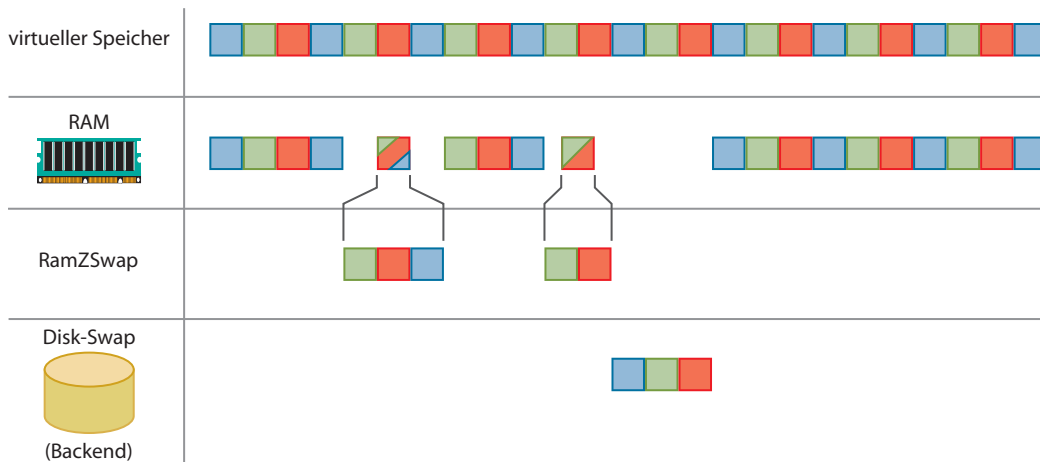 virtueller Speicher
RAM
RamZSwap
Disk-Swap
(Backend)